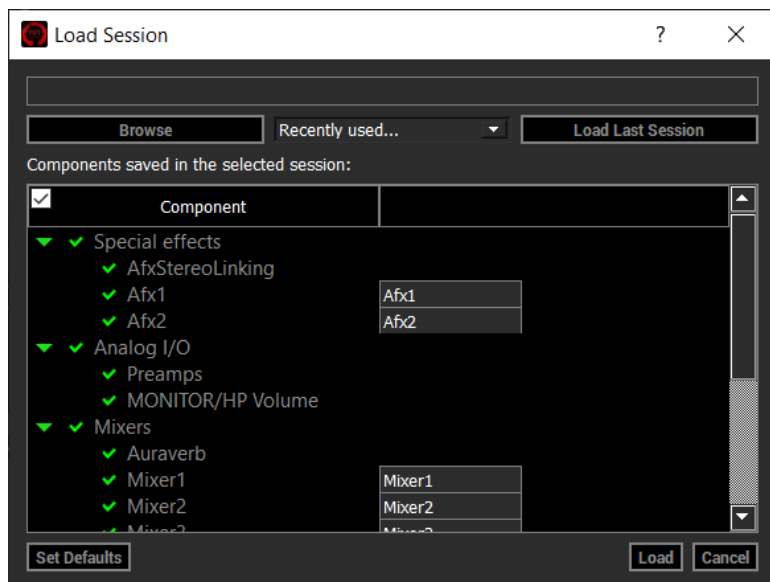 Load Session
?
Browse
Recently used...
Load Last Session
Components saved in the selected session:
Component
Special effects
AfxStereoLinking
Afx1 Afx1
Afx2 Afx2
Analog I/O
Preamps
MONITOR/HP Volume
Mixers
Auraverb
Mixer1 Mixer1
Mixer2 Mixer2
Set Defaults
Load
Cancel